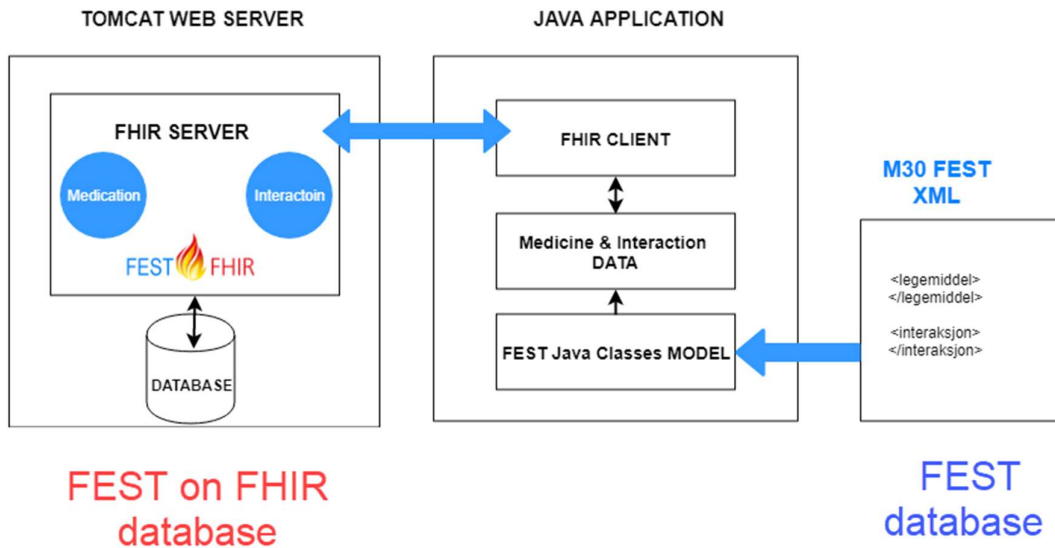 TOMCAT WEB SERVER
FHIR SERVER
Medication
Interactoin
FEST FHIR
DATABASE
FEST on FHIR
database
JAVA APPLICATION
FHIR CLIENT
Medicine & Interaction
DATA
FEST Java Classes MODEL
M30 FEST
XML
<legemiddel>
</legemiddel>
<interaksjon>
</interaksjon>
FEST
database